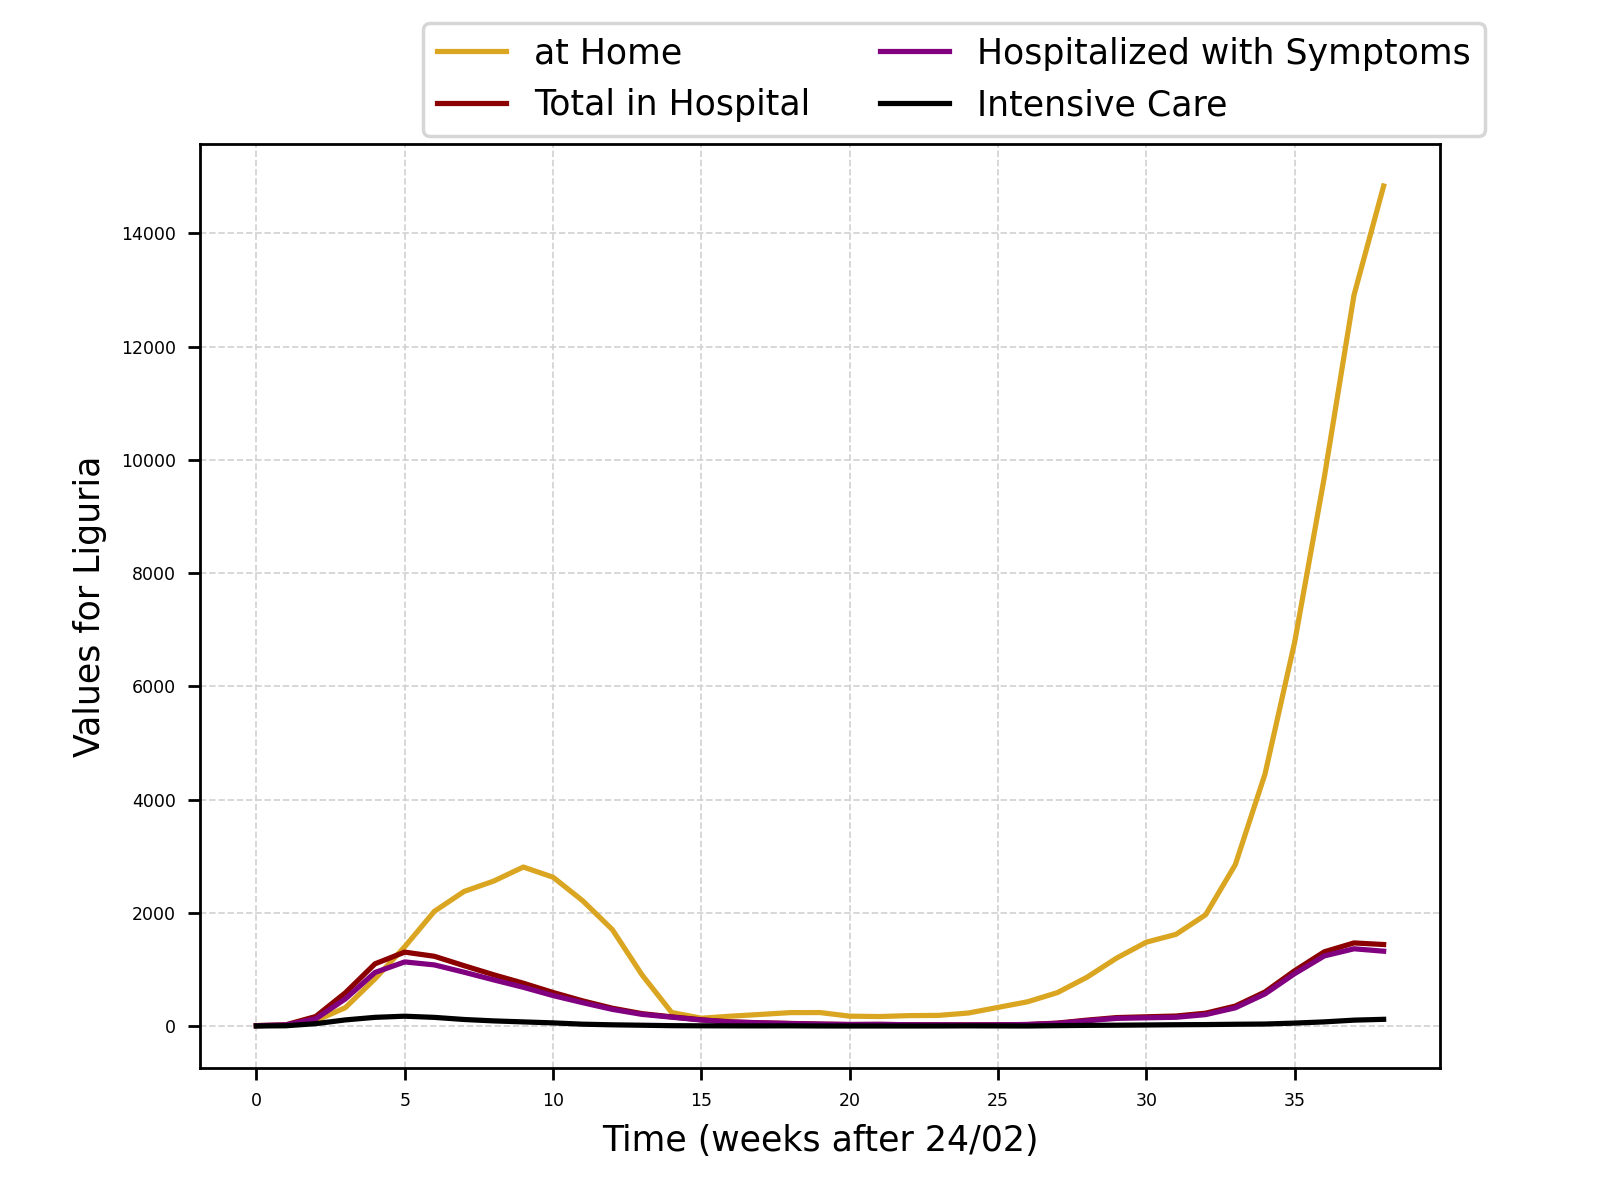 at Home
Total in Hospital
Hospitalized with Symptoms
Intensive Care
Values for Liguria
14000
12000
10000
8000
6000
4000
2000
0
0 5 10 15 20 25 30 35
Time (weeks after 24/02)